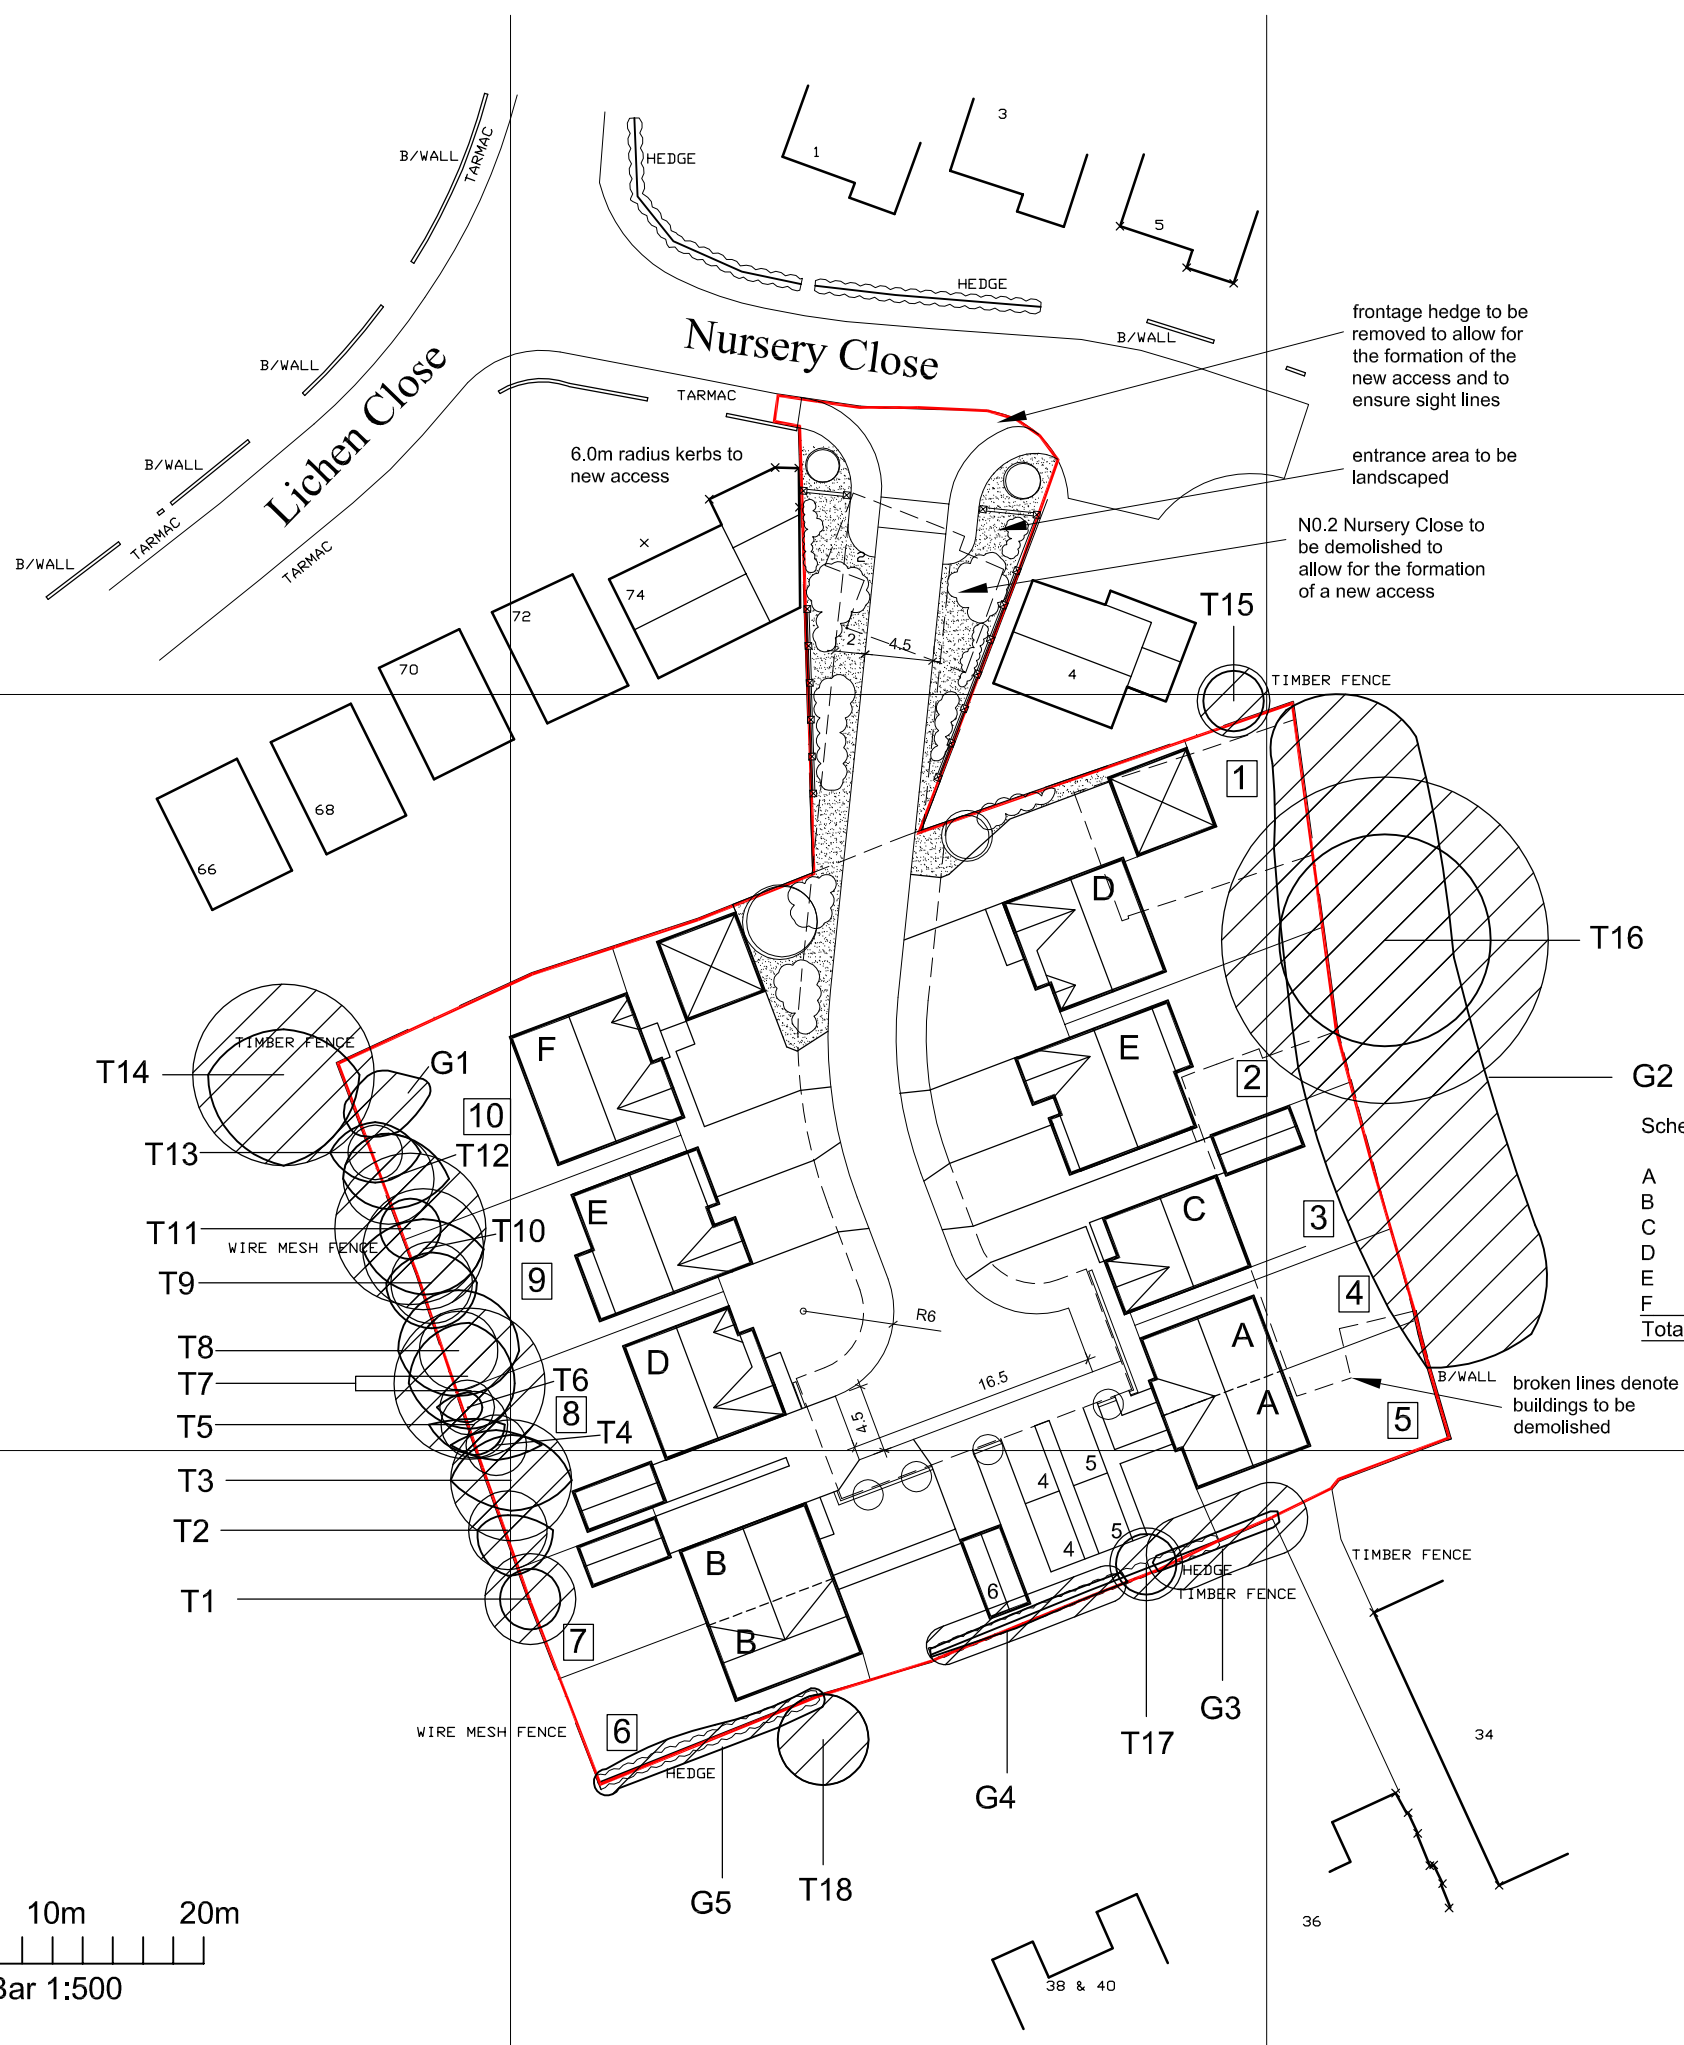 3
1
5
B/WALL
TARMAC
HEDGE
HEDGE
B/WALL
Nursery Close
Lichen Close
B/WALL
TARMAC
frontage hedge to be
removed to allow for
the formation of the
new access and to
ensure sight lines
6.0m radius kerbs to
new access
entrance area to be
landscaped
B/WALL
TARMAC
TARMAC
B/WALL
N0.2 Nursery Close to
be demolished to
allow for the formation
of a new access
2
2
4.5
74
72
70
68
66
4
T15
TIMBER FENCE
1
D
T16
E
2
G2
F
TIMBER FENCE
T14
G1
10
T13
T12
T11
T10
WIRE MESH FENCE
T9
E
9
C
3
4
R6
T8
T7
T6
T5
8
T4
D
A
A
16.5
4.5
B/WALL
5
broken lines denote
buildings to be
demolished
Sche
A
B
C
D
E
F
Tota
T3
T2
T1
7
B
B
4
5
4
5
6
HEDGE
TIMBER FENCE
TIMBER FENCE
G3
T17
G4
WIRE MESH FENCE
6
HEDGE
G5
T18
34
36
38 & 40
10m
20m
Bar 1:500